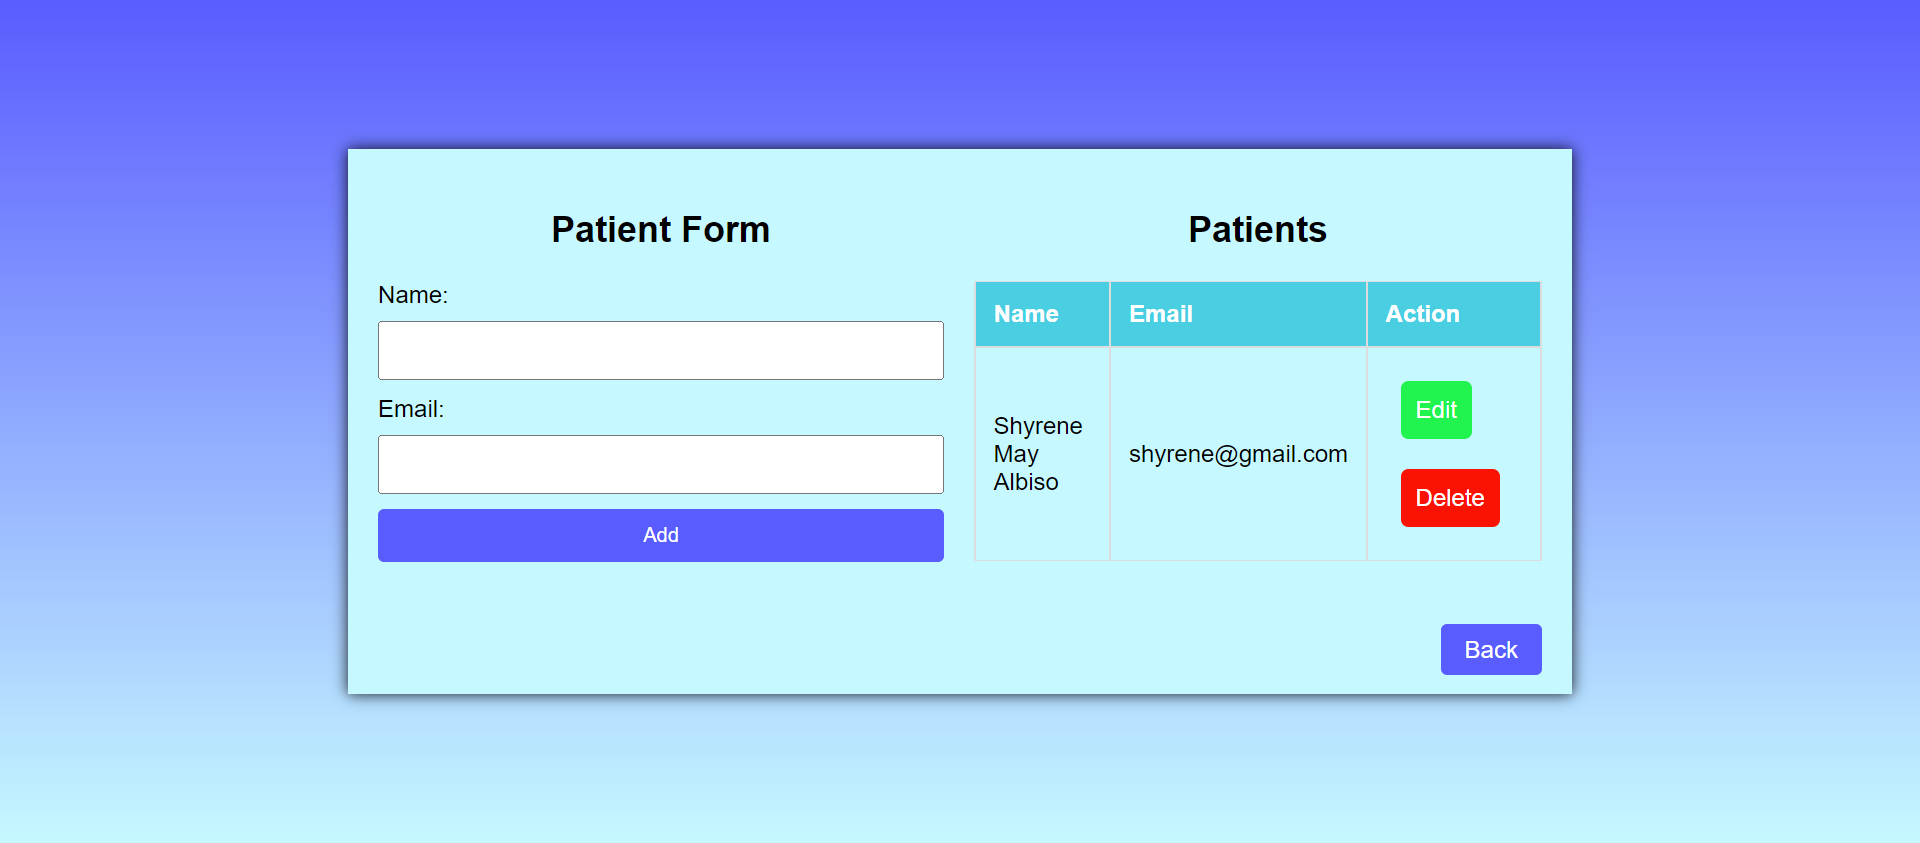 Patient Form
Name:
Email:
Add
Patients
Name Email Action
Shyrene
May
Albiso
shyrene@gmail.com
Edit
Delete
Back